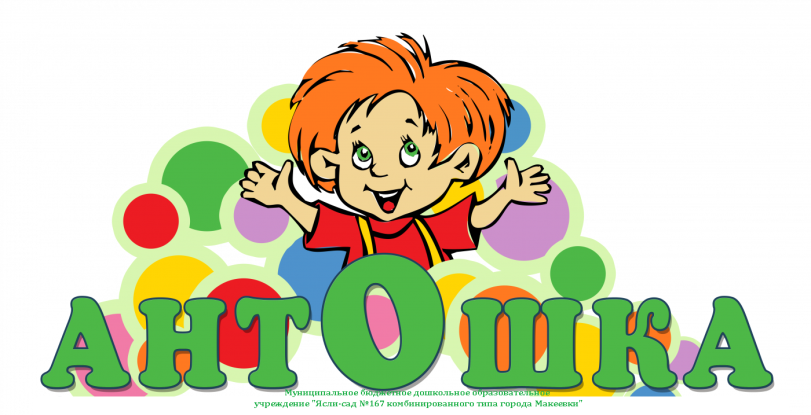 АНТОШКА
Муниципальное бюджетное дошкольное образовательное
учреждение "Ясли-сад №167 комбинированного типа города Макеевки"